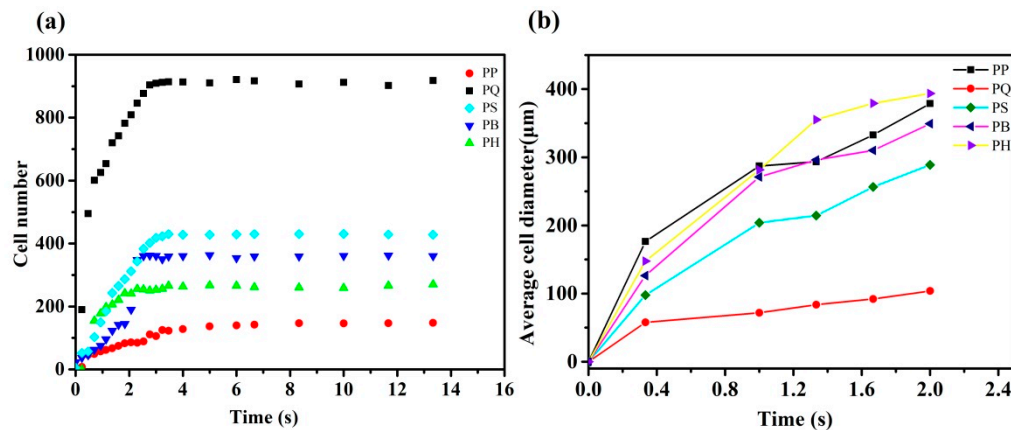 (a)
1000
800
600
400
200
0
Cell number
0 2 4 6 8 10 12 14 16
Time (s)
PP
PQ
PS
PB
PH
(b)
400
300
200
100
0
Average cell diameter(μm)
0.0 0.4 0.8 1.2 1.6 2.0 2.4
Time (s)
PP
PQ
PS
PB
PH